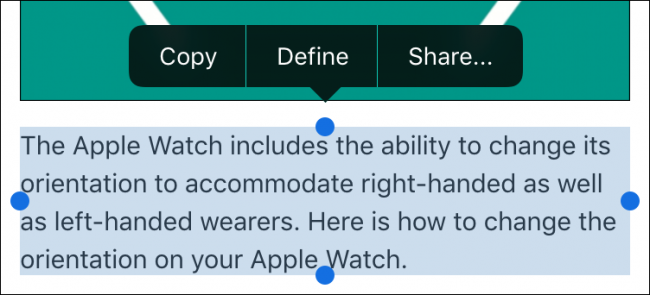 Copy Define Share...
The Apple Watch includes the ability to change its
orientation to accommodate right-handed as well
as left-handed wearers. Here is how to change the
orientation on your Apple Watch.